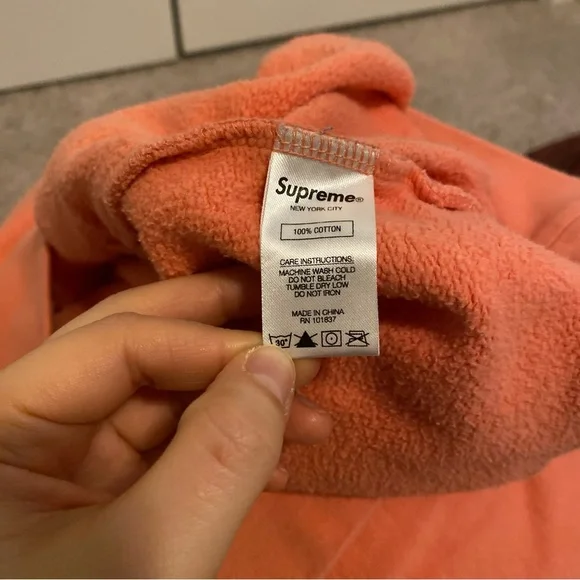 Supreme®
NEW YORK CITY
100% COTTON
CARE INSTRUCTIONS:
MACHINE WASH COLD
DO NOT BLEACH
TUMBLE DRY LOW
DO NOT IRON
MADE IN CHINA
RN 101837
30°